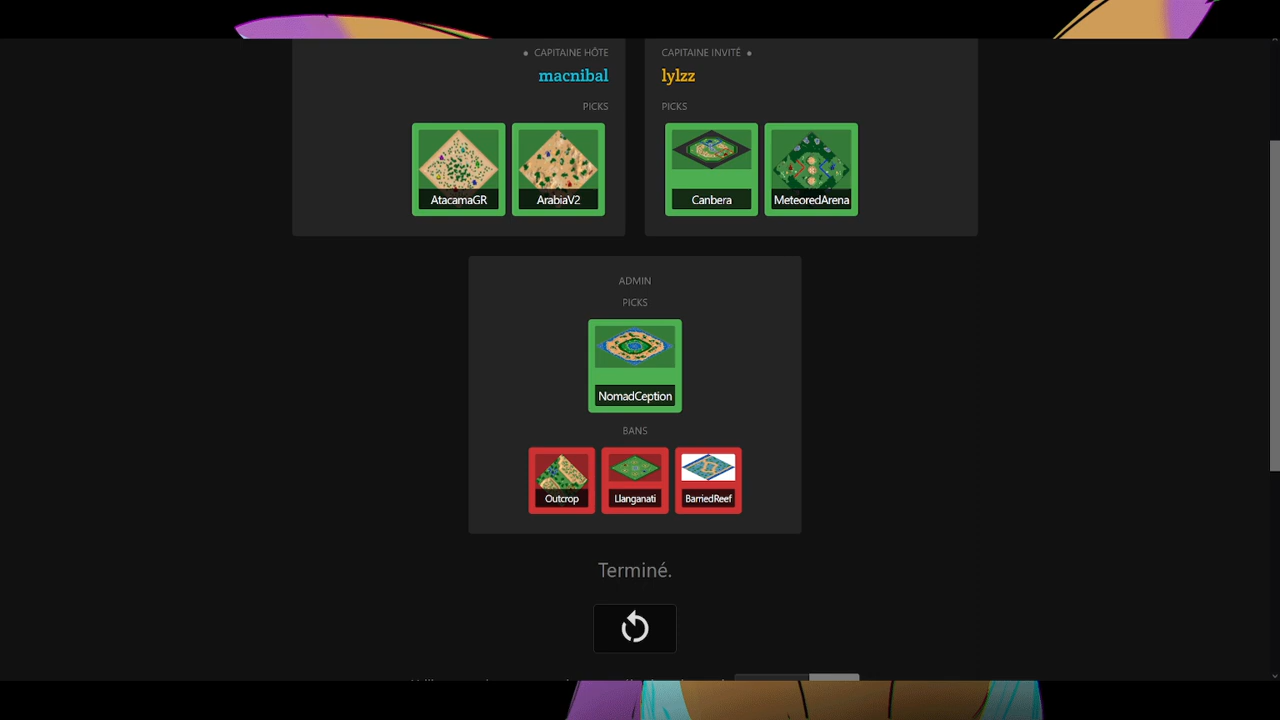 CAPITAINE HÔTE
macnibal
PICKS
AtacamaGR
ArabiaV2
CAPITAINE INVITÉ
lylzz
PICKS
Canbera
MeteoredArena
ADMIN
PICKS
NomadCeption
BANS
Outcrop
Llanganati
BarriedReef
Terminé.